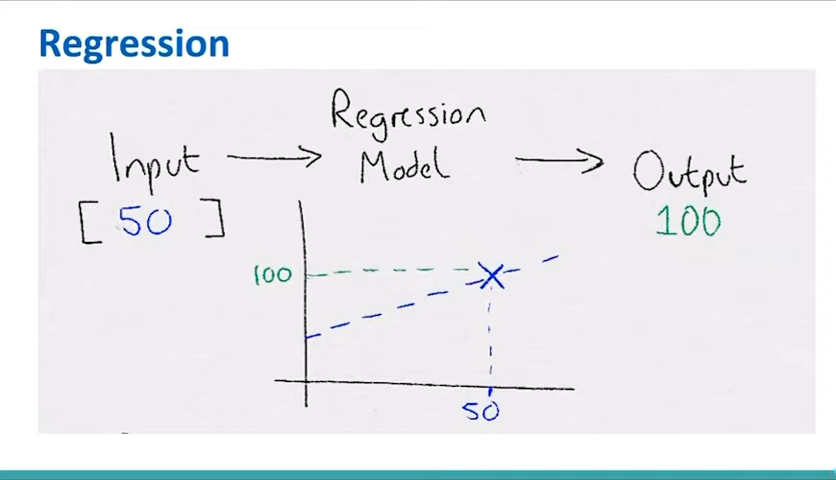 Regression
Regression
Input → Model → Output
[ 50 ]
100
100
50